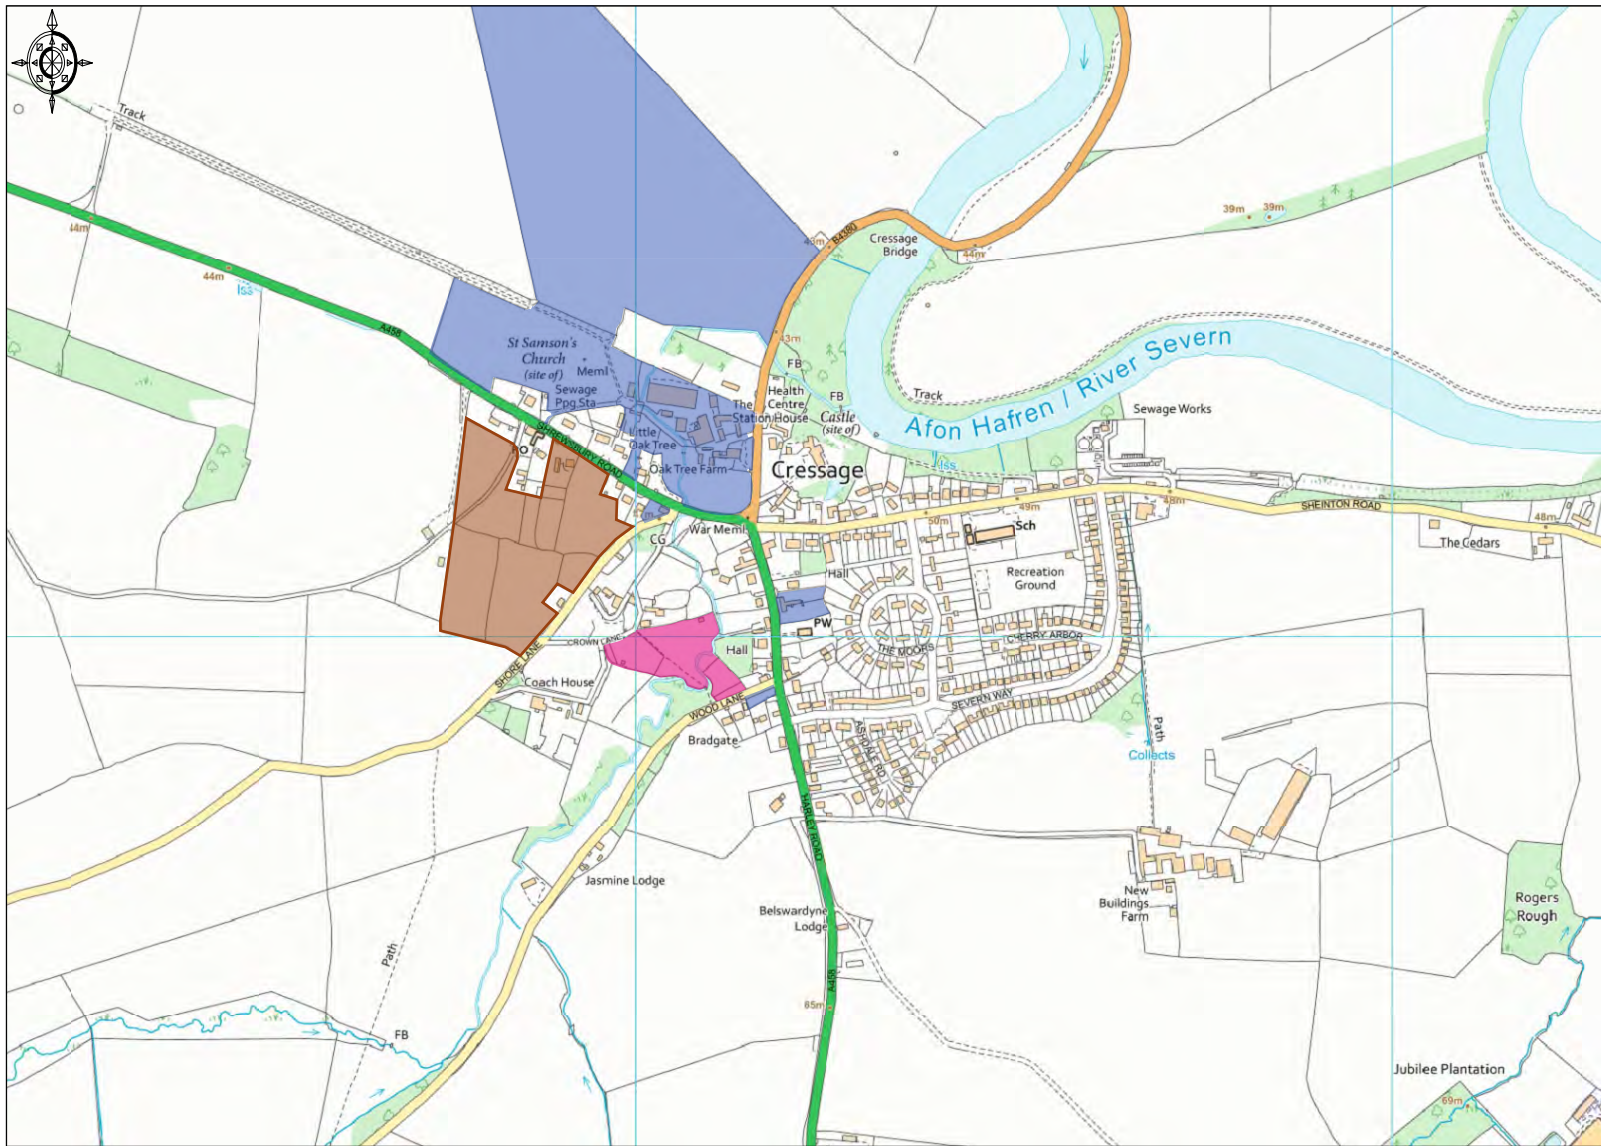 Track
44m
44m
Iss
A458
B4380
Cressage
Bridge
44m
39m
39m
43m
FB
FB
St Samson's
Church
(site of)
Meml
Sewage
Ppg Sta
Health
Centre
The
Station House
Castle
(site of)
Track
Afon Hafren / River Severn
Sewage Works
Little
Oak Tree
SHREWSBURY ROAD
PO
Oak Tree Farm
Cressage
Iss
War Meml
CG
50m
49m
48m
SHEINTON ROAD
48m
The Cedars
Sch
Hall
Recreation
Ground
PW
CROWN LANE
Hall
CHERRY ARBOR
THE MOORS
SHORE LANE
Coach House
WOOD LANE
SEVERN WAY
Bradgate
ASHDALE RD
Path
Collects
HARLEY ROAD
Jasmine Lodge
New
Buildings
Farm
Rogers
Rough
Belswardyne
Lodge
Path
A458
85m
FB
Jubilee Plantation
69m